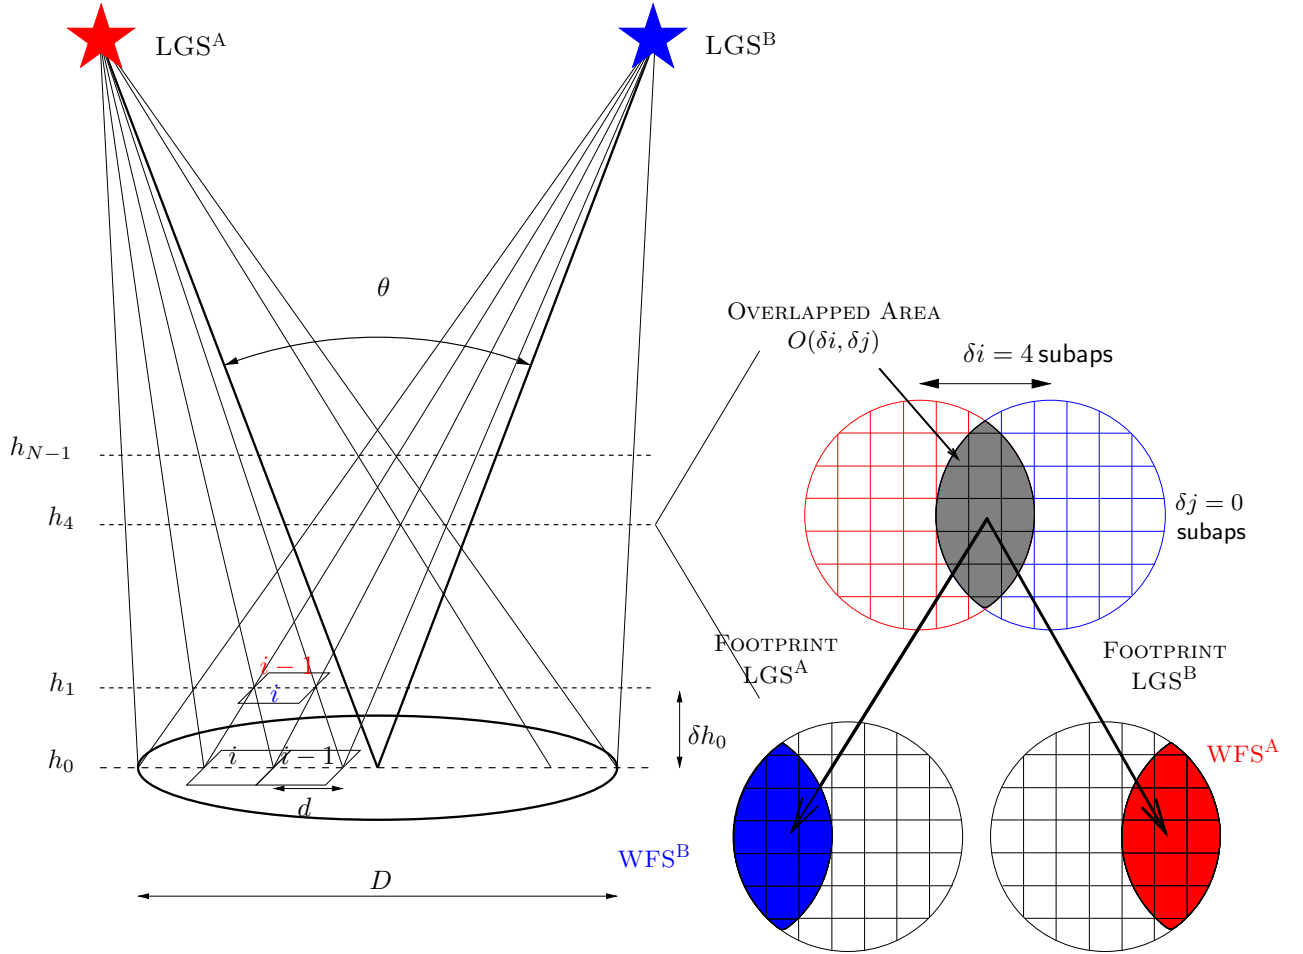 LGS^A
LGS^B
θ
OVERLAPPED AREA
O(δi, δj)
δi = 4 subaps
h_{N−1}
h_4
δj = 0
subaps
FOOTPRINT
LGS^A
FOOTPRINT
LGS^B
i − 1
h_1
i
δh_0
i
i − 1
h_0
d
WFS^A
WFS^B
D